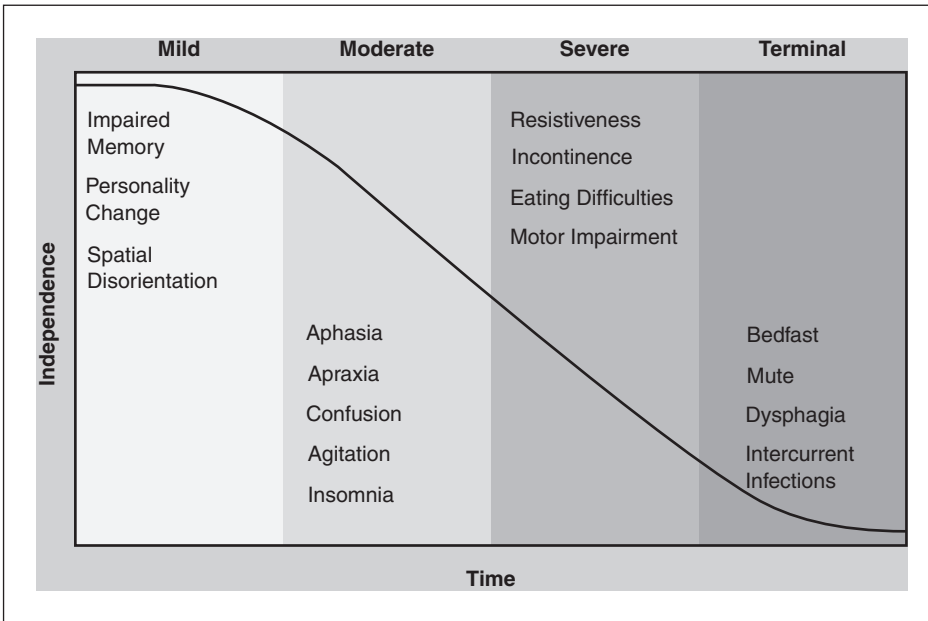 Mild
Moderate
Severe
Terminal
Independence
Impaired
Memory
Personality
Change
Spatial
Disorientation
Aphasia
Apraxia
Confusion
Agitation
Insomnia
Resistiveness
Incontinence
Eating Difficulties
Motor Impairment
Bedfast
Mute
Dysphagia
Intercurrent
Infections
Time